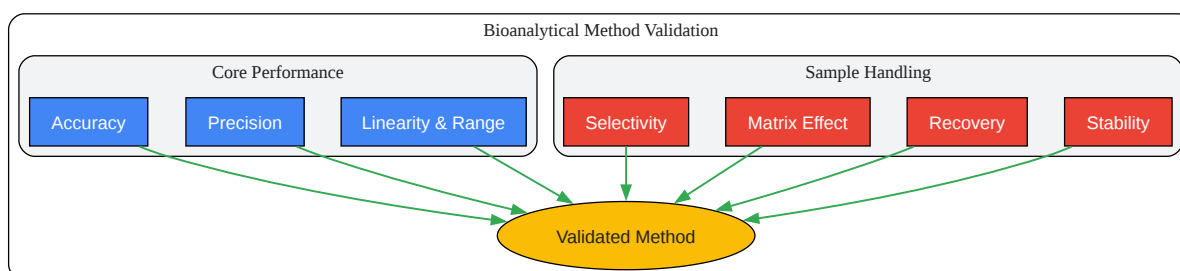 Bioanalytical Method Validation
Core Performance
Sample Handling
Accuracy
Precision
Linearity & Range
Selectivity
Matrix Effect
Recovery
Stability
Validated Method